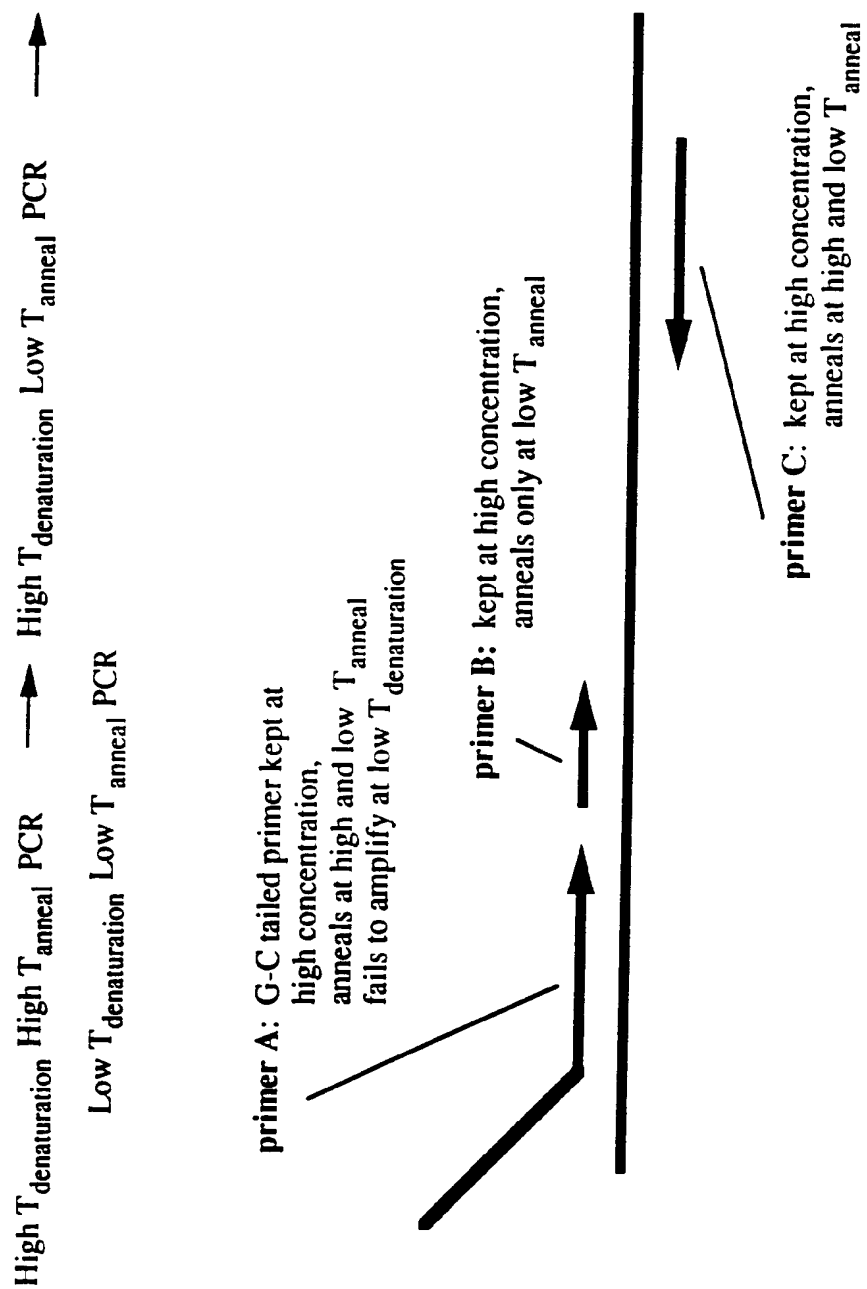 High T denaturation High T anneal PCR → High T denaturation Low T anneal PCR →
Low T denaturation Low T anneal PCR
primer A: G-C tailed primer kept at
high concentration,
anneals at high and low T anneal
fails to amplify at low T denaturation
primer B: kept at high concentration,
anneals only at low T anneal
primer C: kept at high concentration,
anneals at high and low T anneal